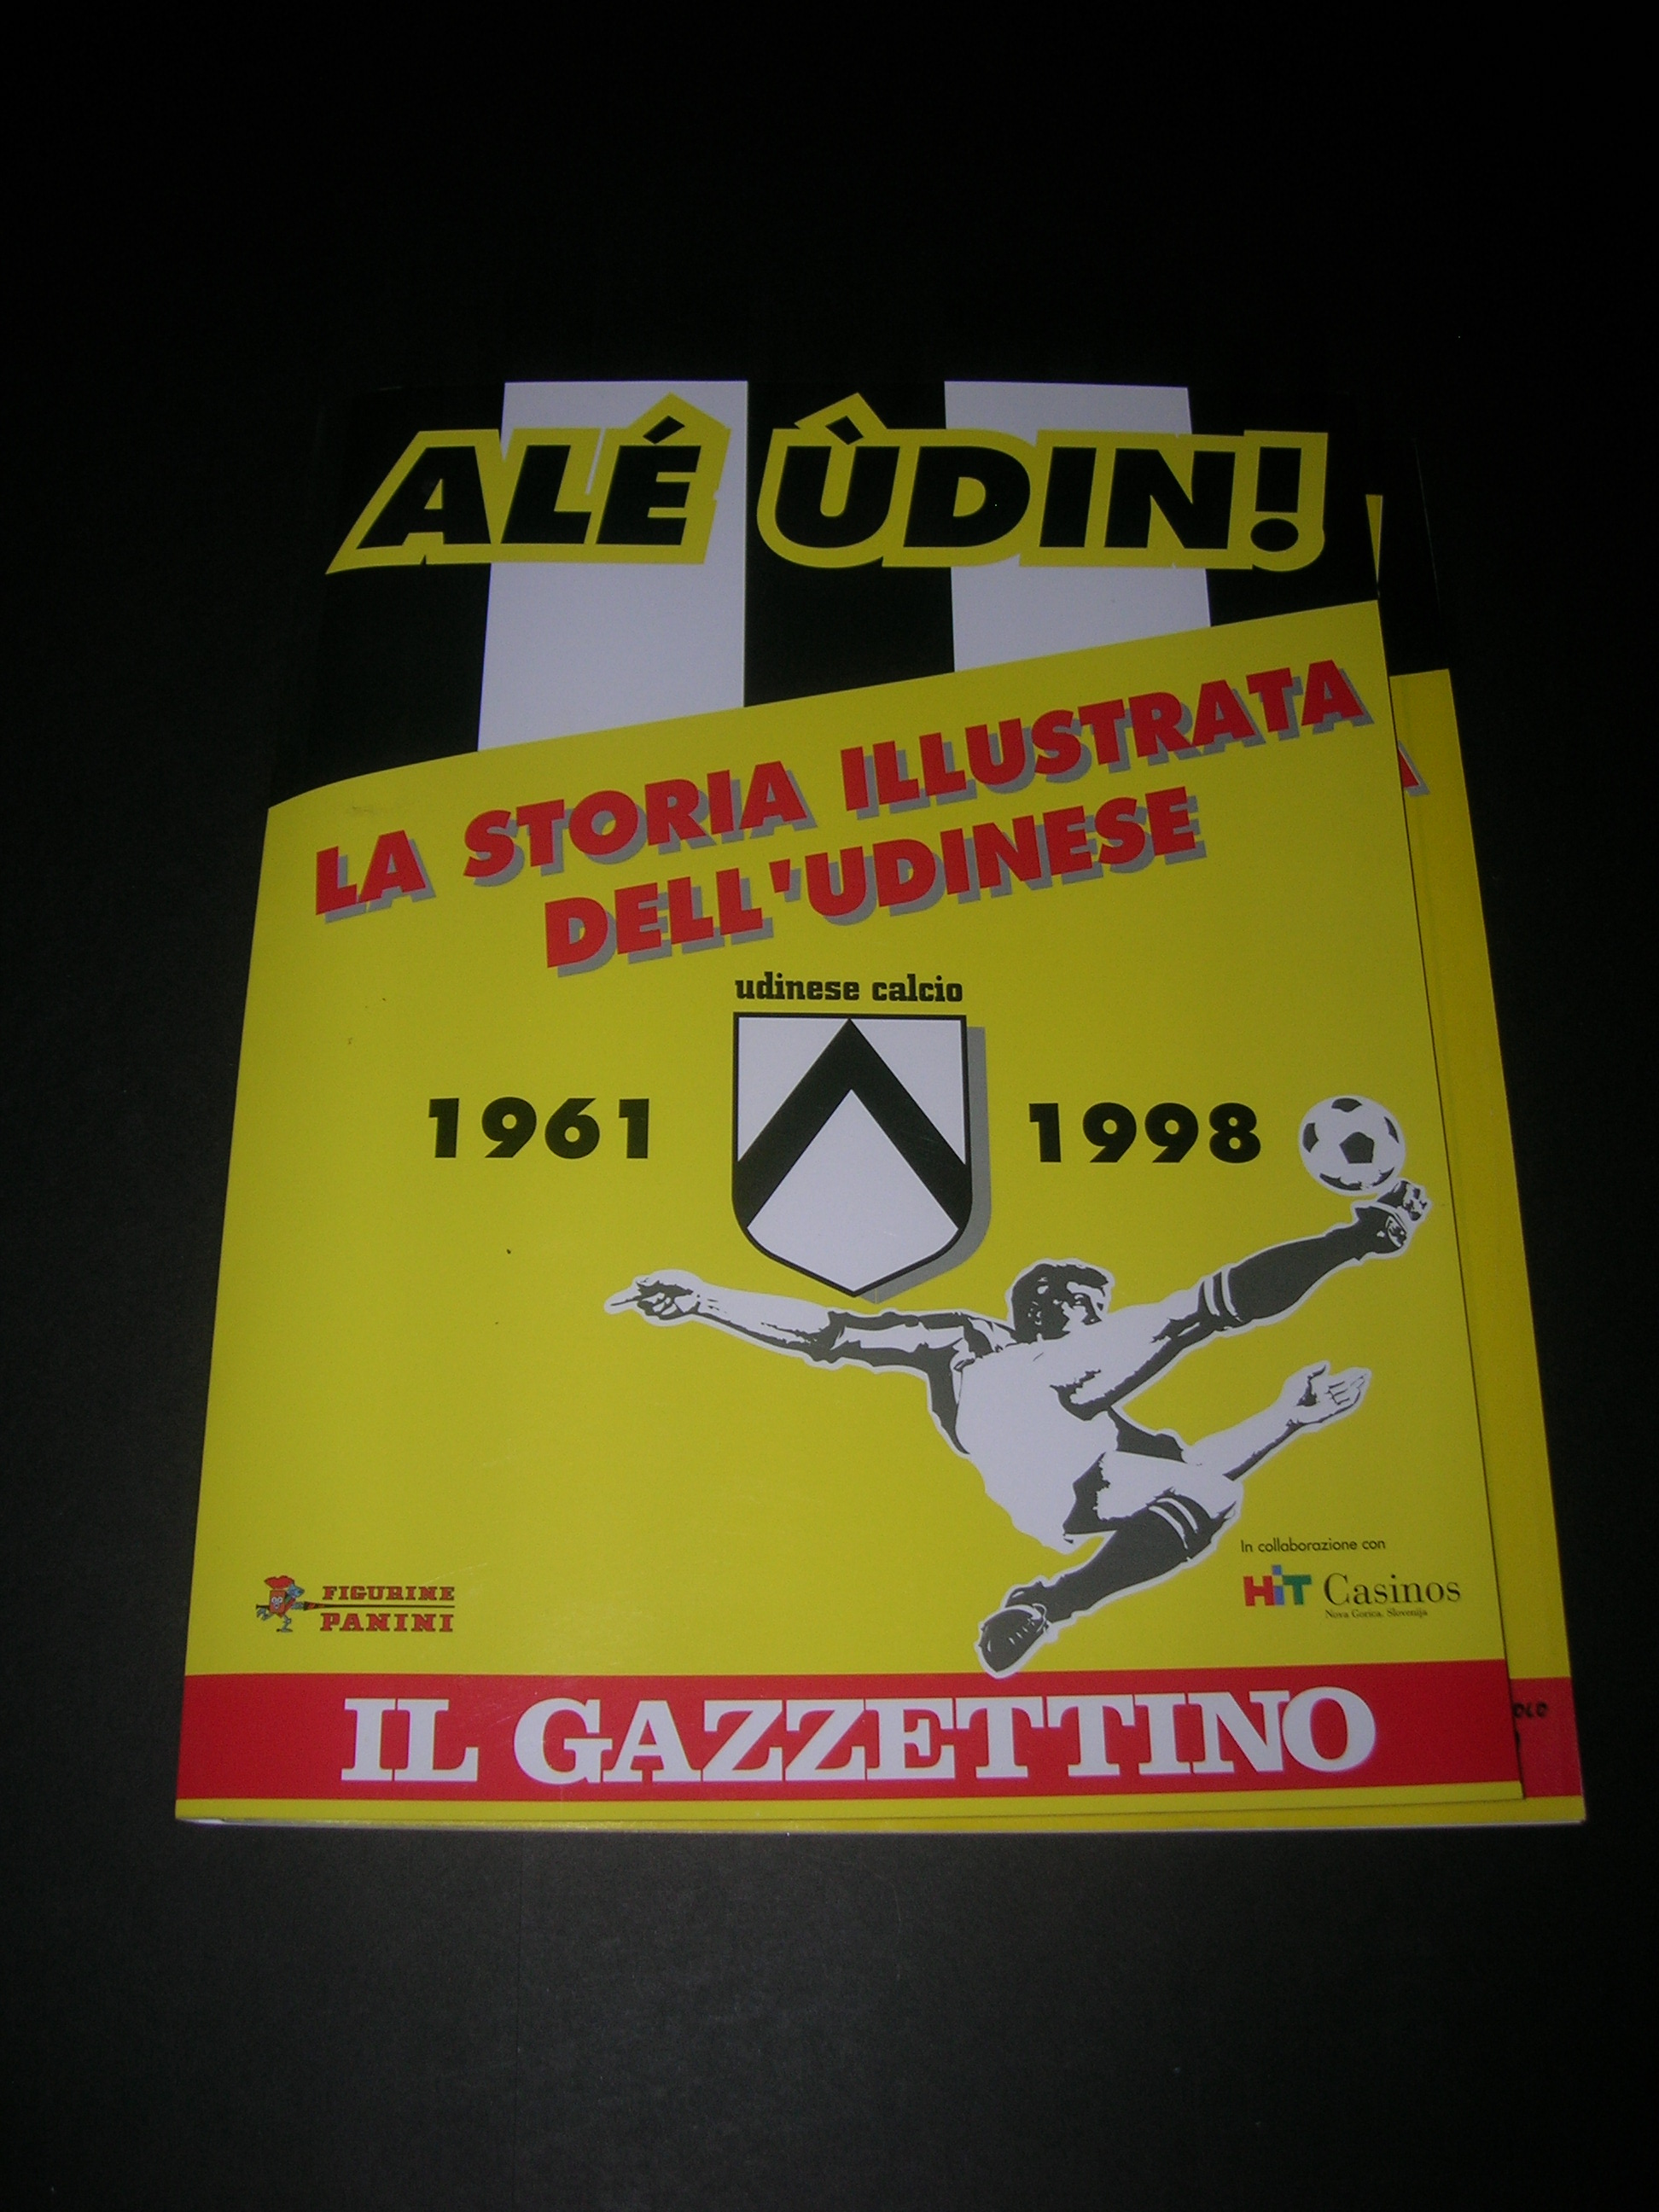 ALÉ ÙDIN!
LA STORIA ILLUSTRATA
DELL'UDINESE
udinese calcio
1961
1998
In collaborazione con
HIT Casinos
Nova Gorica, Slovenija
FIGURINE
PANINI
IL GAZZETTINO